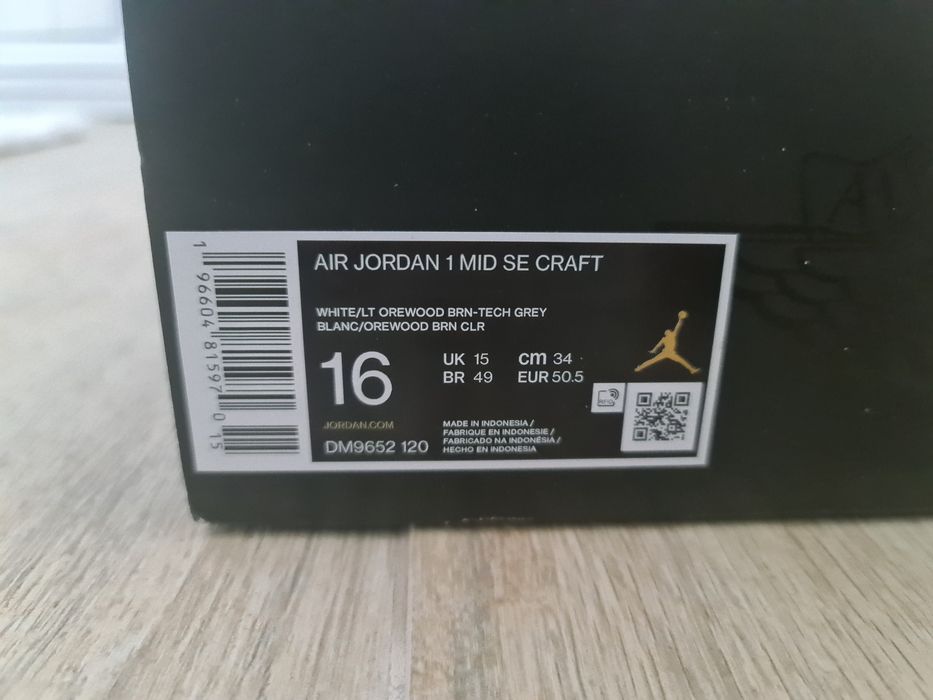 AIR JORDAN 1 MID SE CRAFT
WHITE/LT OREWOOD BRN-TECH GREY
BLANC/OREWOOD BRN CLR
16
UK 15 cm 34
BR 49 EUR 50.5
JORDAN.COM
DM9652 120
MADE IN INDONESIA /
FABRIQUE EN INDONESIE /
FABRICADO NA INDONÉSIA /
HECHO EN INDONESIA
RFID
1 96604 81597 0 15